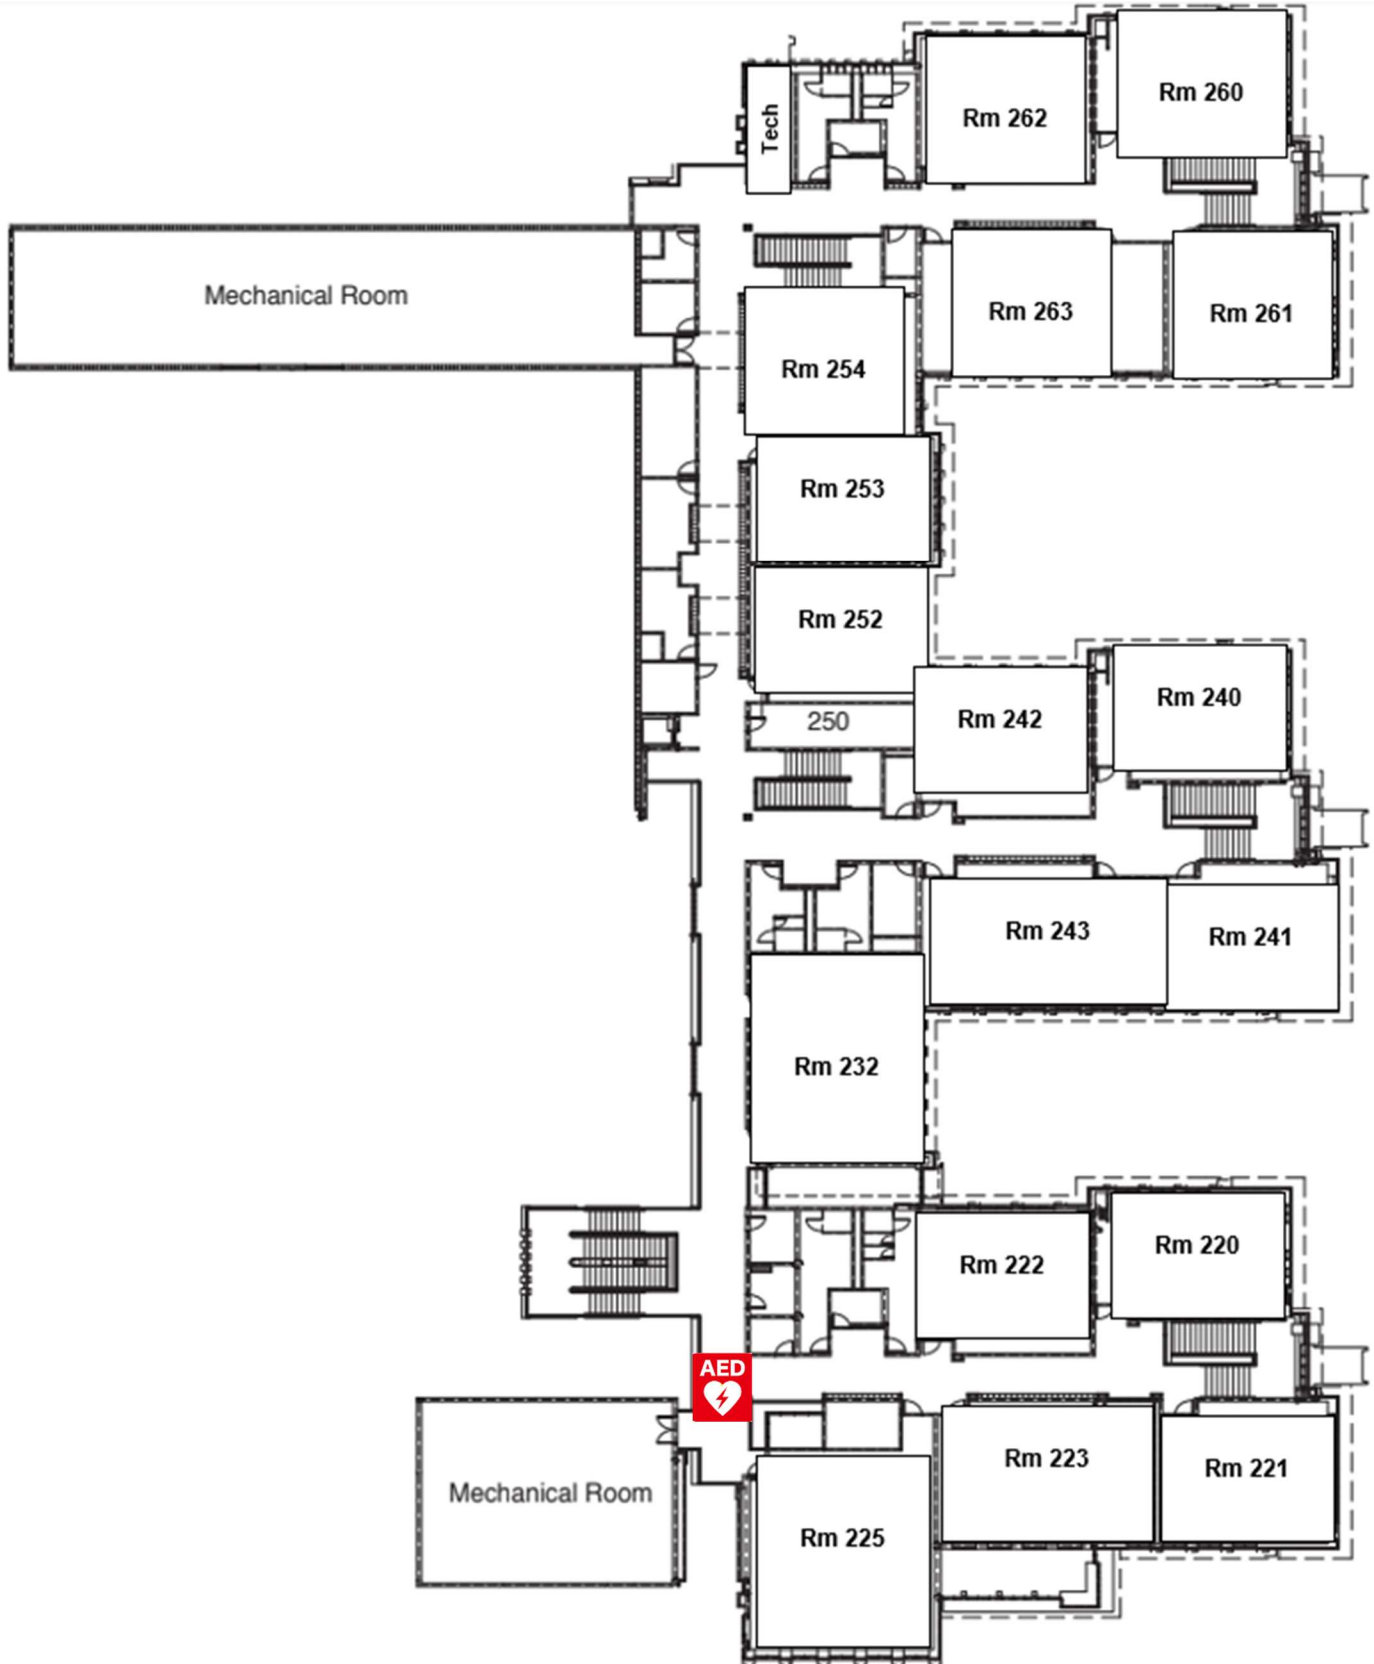 Rm 260
Rm 262
Tech
Mechanical Room
Rm 263
Rm 261
Rm 254
Rm 253
Rm 252
Rm 240
Rm 242
250
Rm 243
Rm 241
Rm 232
Rm 220
Rm 222
AED
Rm 223
Rm 221
Mechanical Room
Rm 225